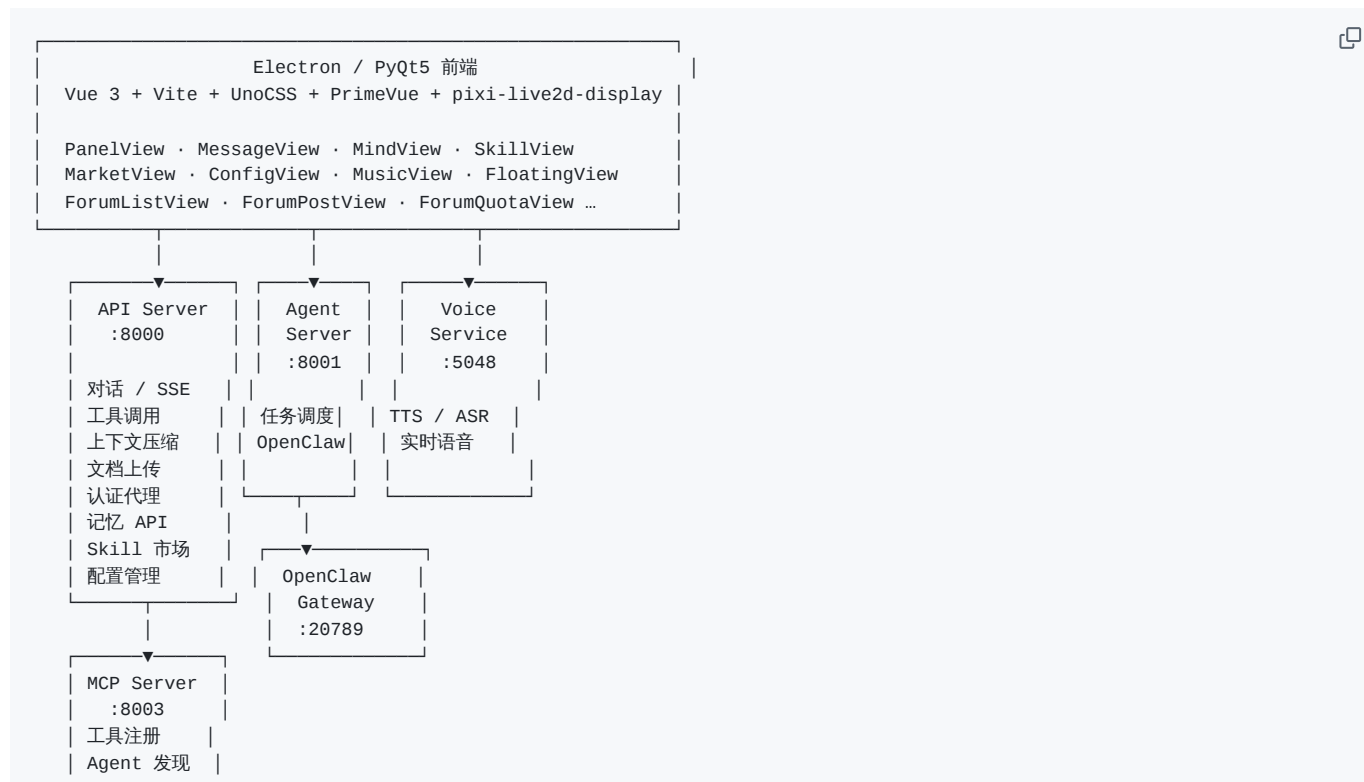 Electron / PyQt5 前端
Vue 3 + Vite + UnoCSS + PrimeVue + pixi-live2d-display
PanelView · MessageView · MindView · SkillView
MarketView · ConfigView · MusicView · FloatingView
ForumListView · ForumPostView · ForumQuotaView …
API Server
:8000
对话 / SSE
工具调用
上下文压缩
文档上传
认证代理
记忆 API
Skill 市场
配置管理
Agent
Server
:8001
任务调度
OpenClaw
Voice
Service
:5048
TTS / ASR
实时语音
OpenClaw
Gateway
:20789
MCP Server
:8003
工具注册
Agent 发现